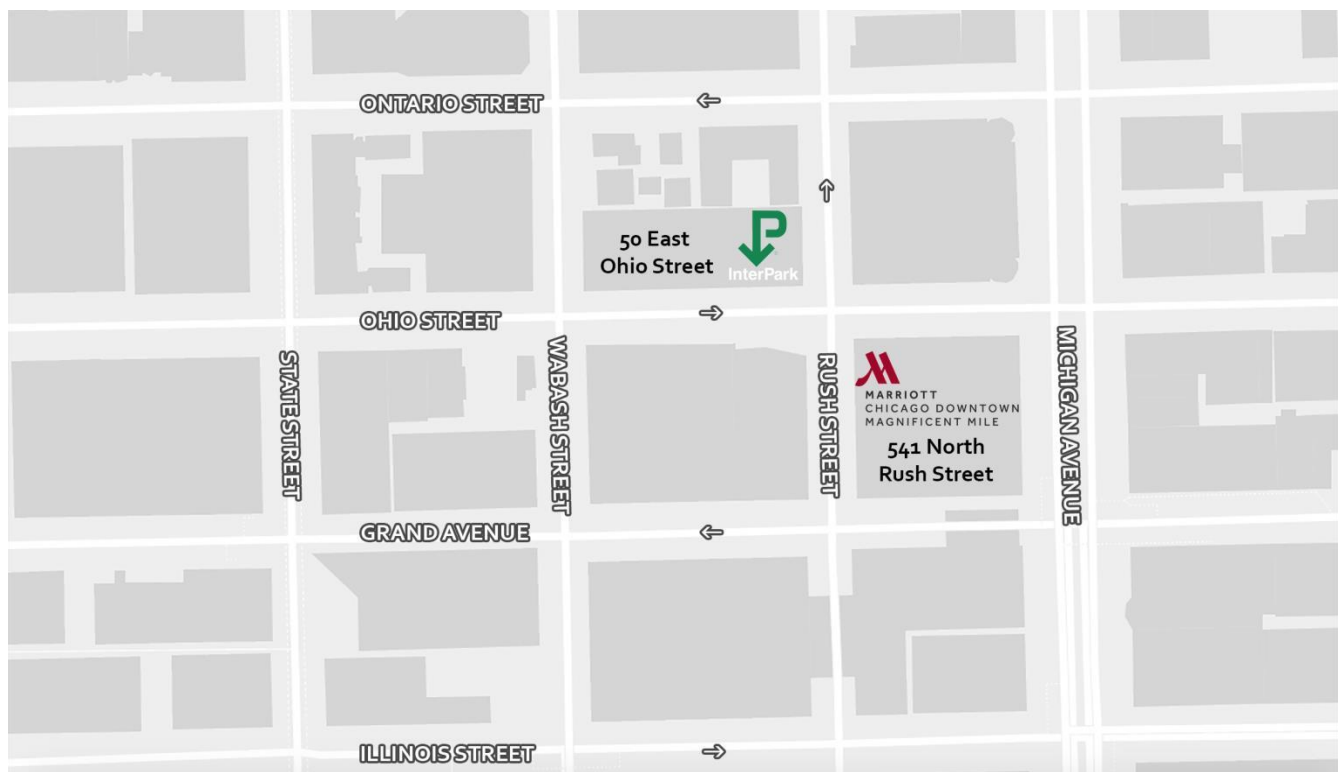 ONTARIO STREET
50 East
Ohio Street
P
InterPark
OHIO STREET
STATE STREET
WABASH STREET
RUSH STREET
MICHIGAN AVENUE
MARRIOTT
CHICAGO DOWNTOWN
MAGNIFICENT MILE
541 North
Rush Street
GRAND AVENUE
ILLINOIS STREET